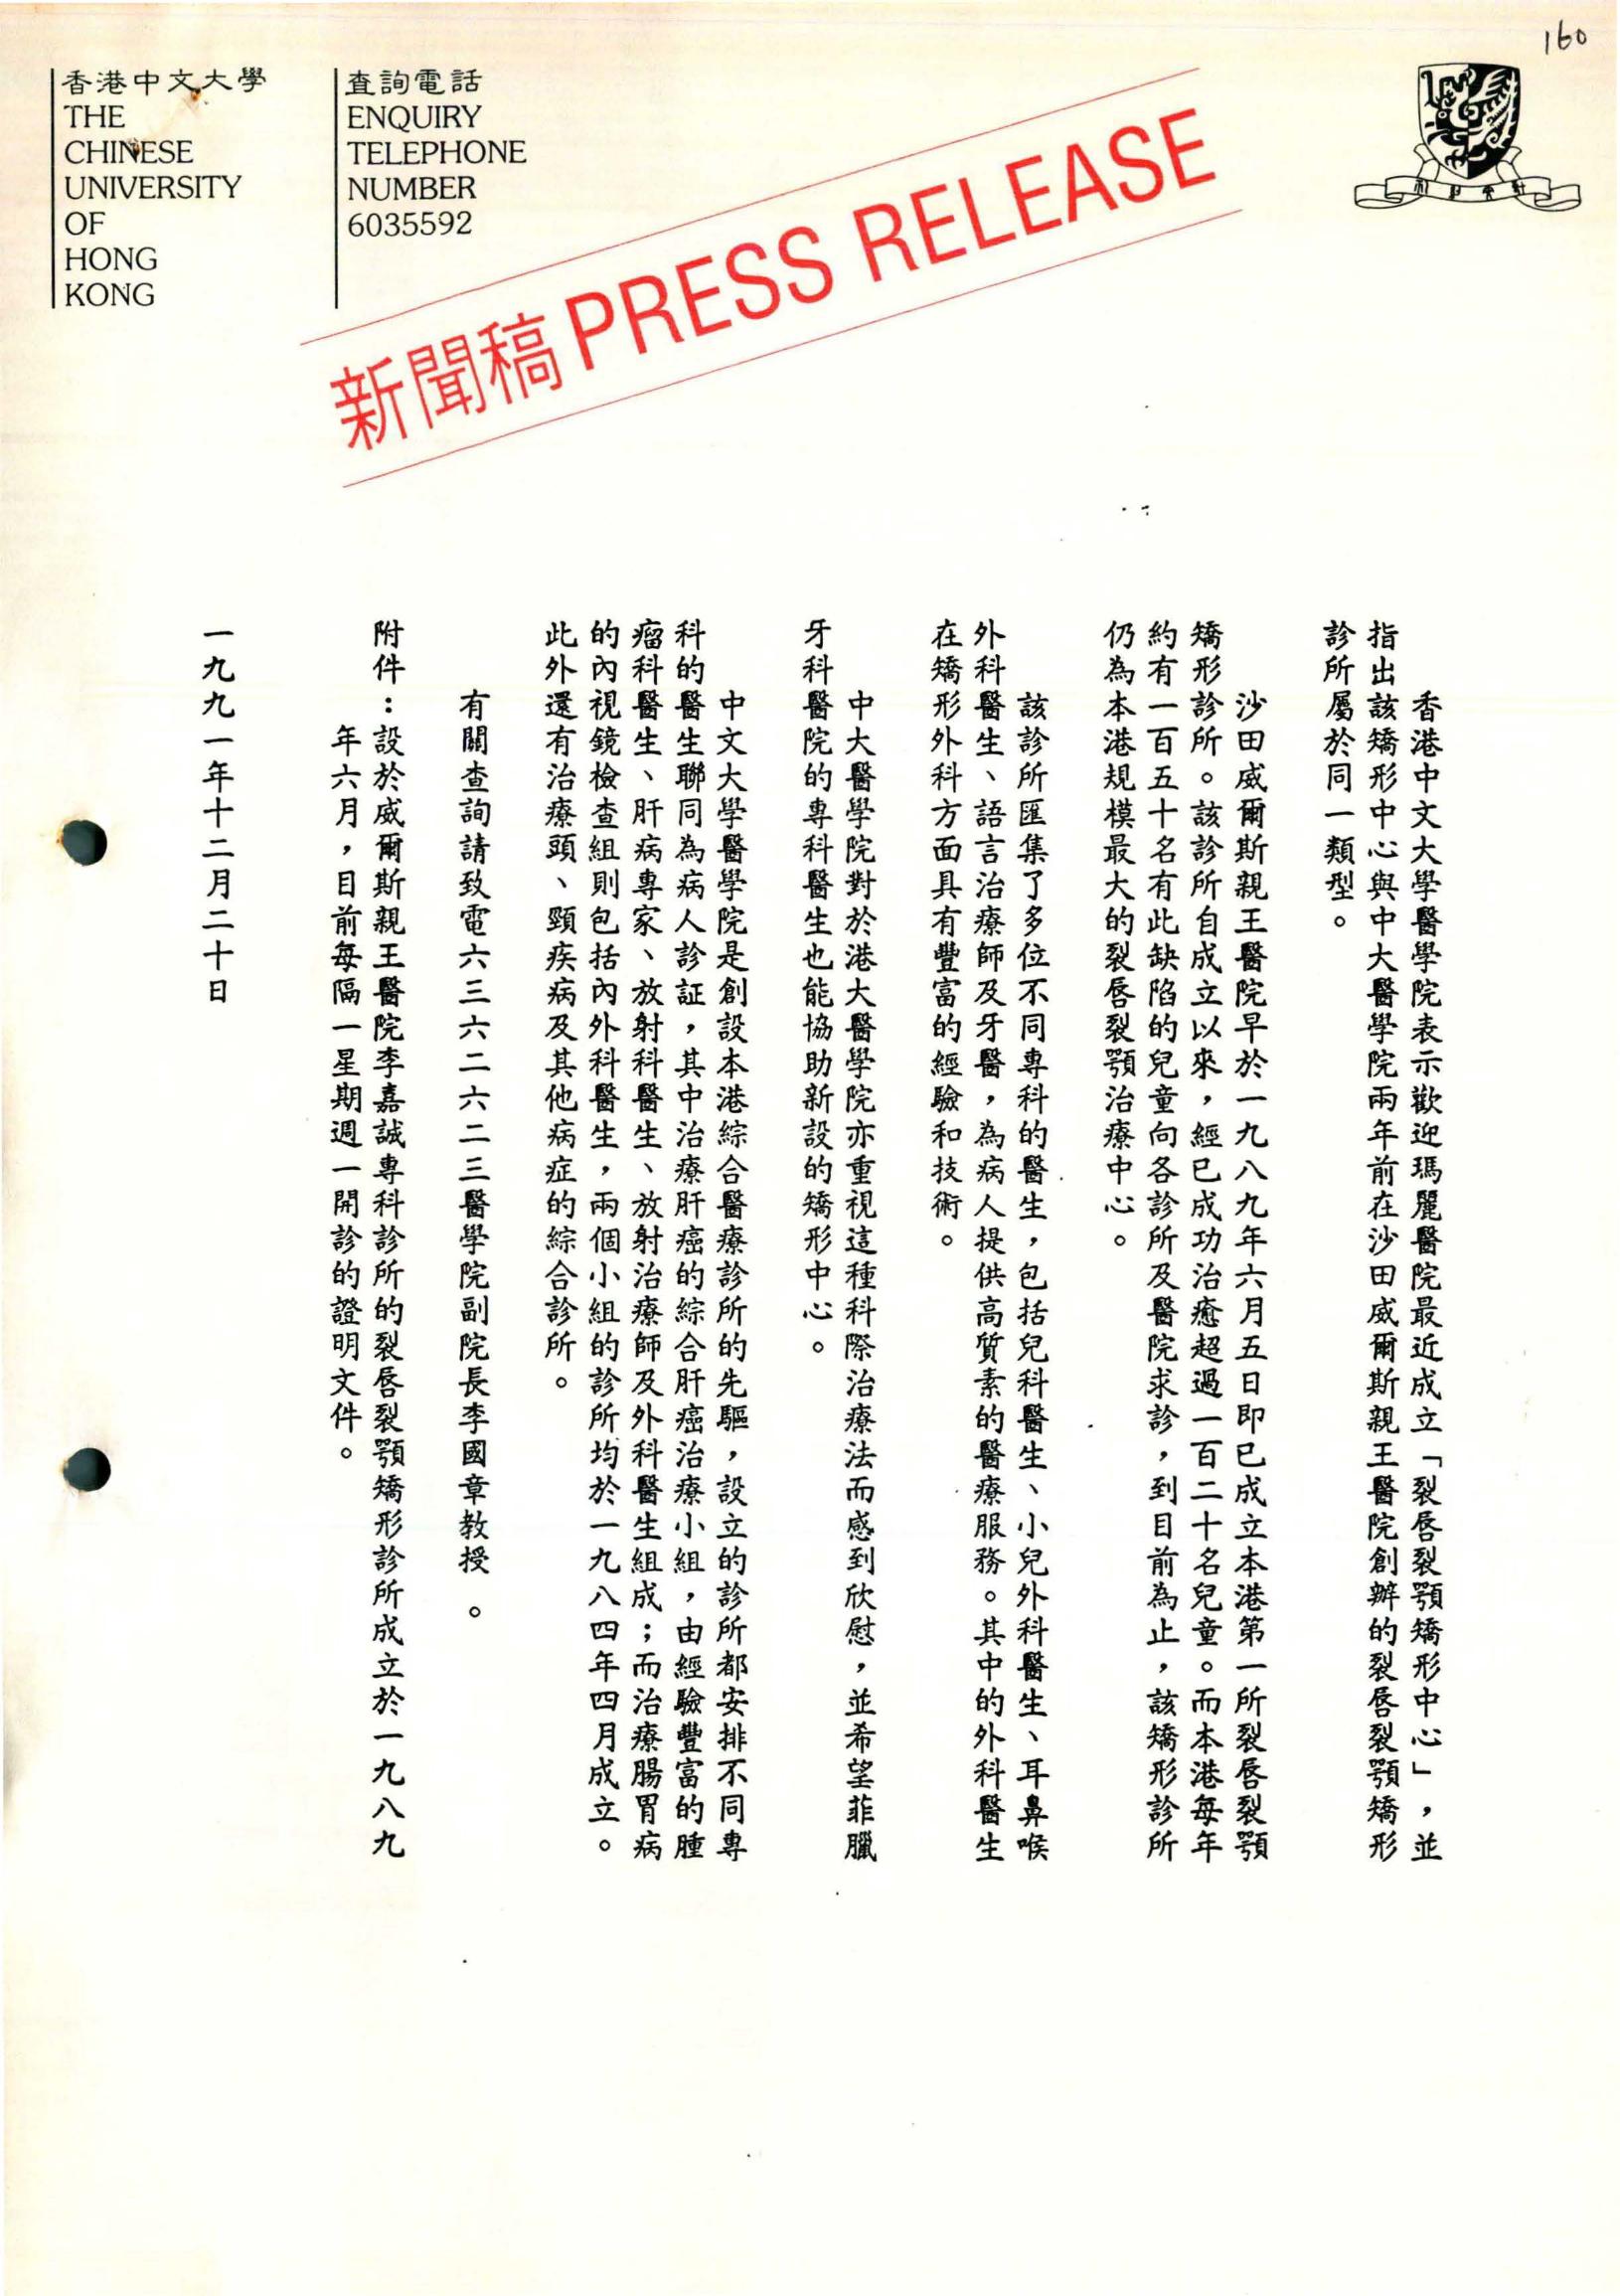 160
香港中文大學
THE
CHINESE
UNIVERSITY
OF
HONG
KONG
查詢電話
ENQUIRY
TELEPHONE
NUMBER
6035592
新聞稿 PRESS RELEASE
香港中文大學醫學院表示歡迎瑪麗醫院最近成立「裂唇裂顎矯形中心」，並
指出該矯形中心與中大醫學院兩年前在沙田威爾斯親王醫院創辦的裂唇裂顎矯形
診所屬於同一類型。
沙田威爾斯親王醫院早於一九八九年六月五日即已成立本港第一所裂唇裂顎
矯形診所。該診所自成立以來，經已成功治癒超過一百二十名兒童。而本港每年
約有一百五十名有此缺陷的兒童向各診所及醫院求診，到目前為止，該矯形診所
仍為本港規模最大的裂唇裂顎治療中心。
該診所匯集了多位不同專科的醫生，包括兒科醫生、小兒外科醫生、耳鼻喉
外科醫生、語言治療師及牙醫，為病人提供高質素的醫療服務。其中的外科醫生
在矯形外科方面具有豐富的經驗和技術。
中大醫學院對於港大醫學院亦重視這種科際治療法而感到欣慰，並希望菲臘
牙科醫院的專科醫生也能協助新設的矯形中心。
中文大學醫學院是創設本港綜合醫療診所的先驅，設立的診所都安排不同專
科的醫生聯同為病人診証，其中治療肝癌的綜合肝癌治療小組，由經驗豐富的腫
瘤科醫生、肝病專家、放射科醫生、放射治療師及外科醫生組成；而治療腸胃病
的內視鏡檢查組則包括內外科醫生，兩個小組的診所均於一九八四年四月成立。
此外還有治療頭、頸疾病及其他病症的綜合診所。
有關查詢請致電六三六二六二三醫學院副院長李國章教授。
附件：設於威爾斯親王醫院李嘉誠專科診所的裂唇裂顎矯形診所成立於一九八九
年六月，目前每隔一星期週一開診的證明文件。
一九九一年十二月二十日